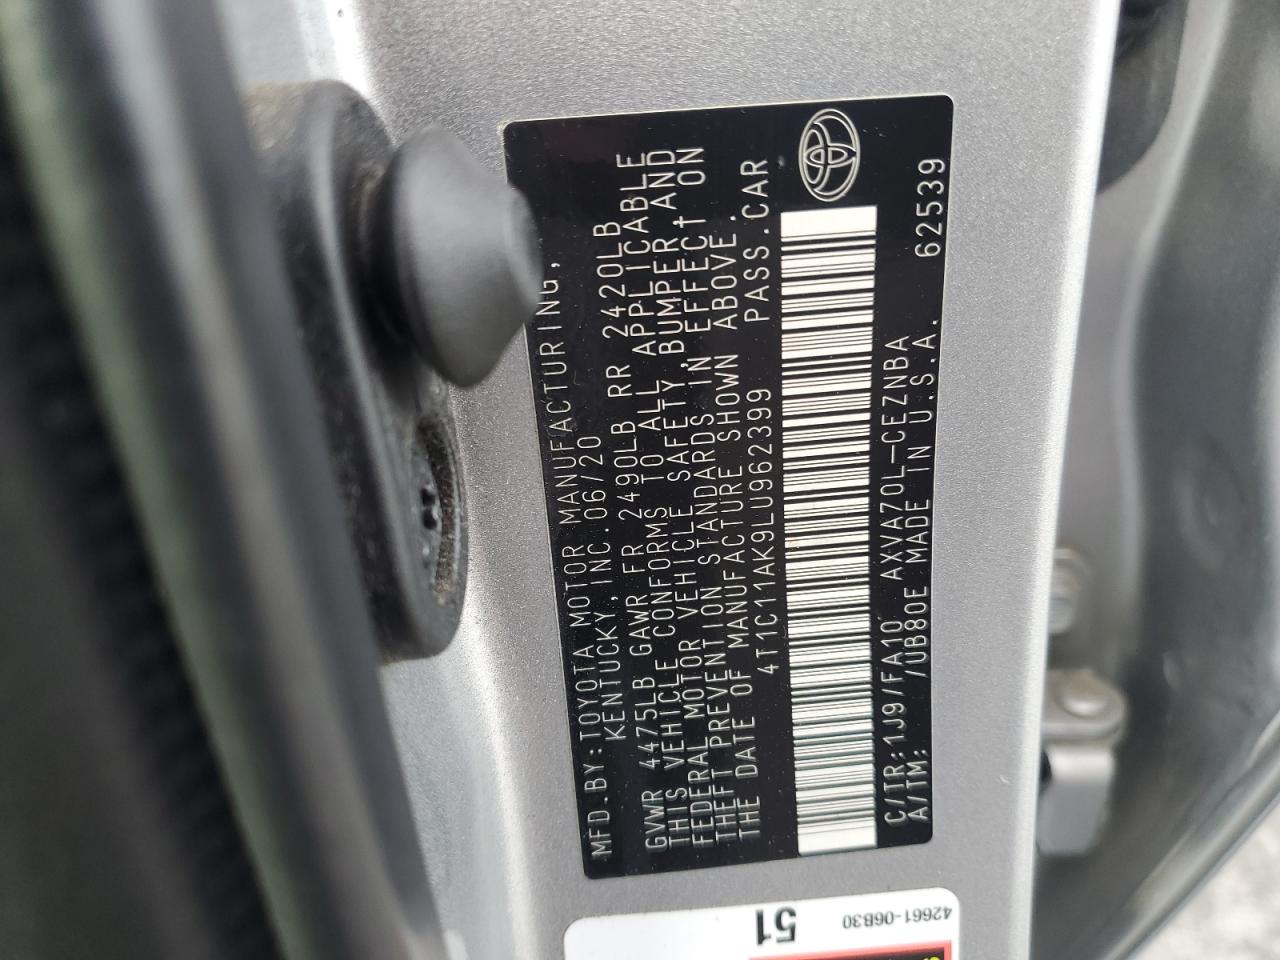 MFD.BY:TOYOTA MOTOR MANUFACTURING,
KENTUCKY,INC.06/20
GVWR 4475LB GAWR FR 2490LB RR 2420LB
THIS VEHICLE CONFORMS TO ALL APPLICABLE
FEDERAL MOTOR VEHICLE SAFETY,BUMPER,AND
THEFT PREVENTION STANDARDS IN EFFECT ON
THE DATE OF MANUFACTURE SHOWN ABOVE.
4T1C11AK9LU962399 PASS.CAR
C/TR:1J9/FA10 AXVA70L-CEZNBA
A/TM: /UB80E MADE IN U.S.A. 62539
42661-06B30
51